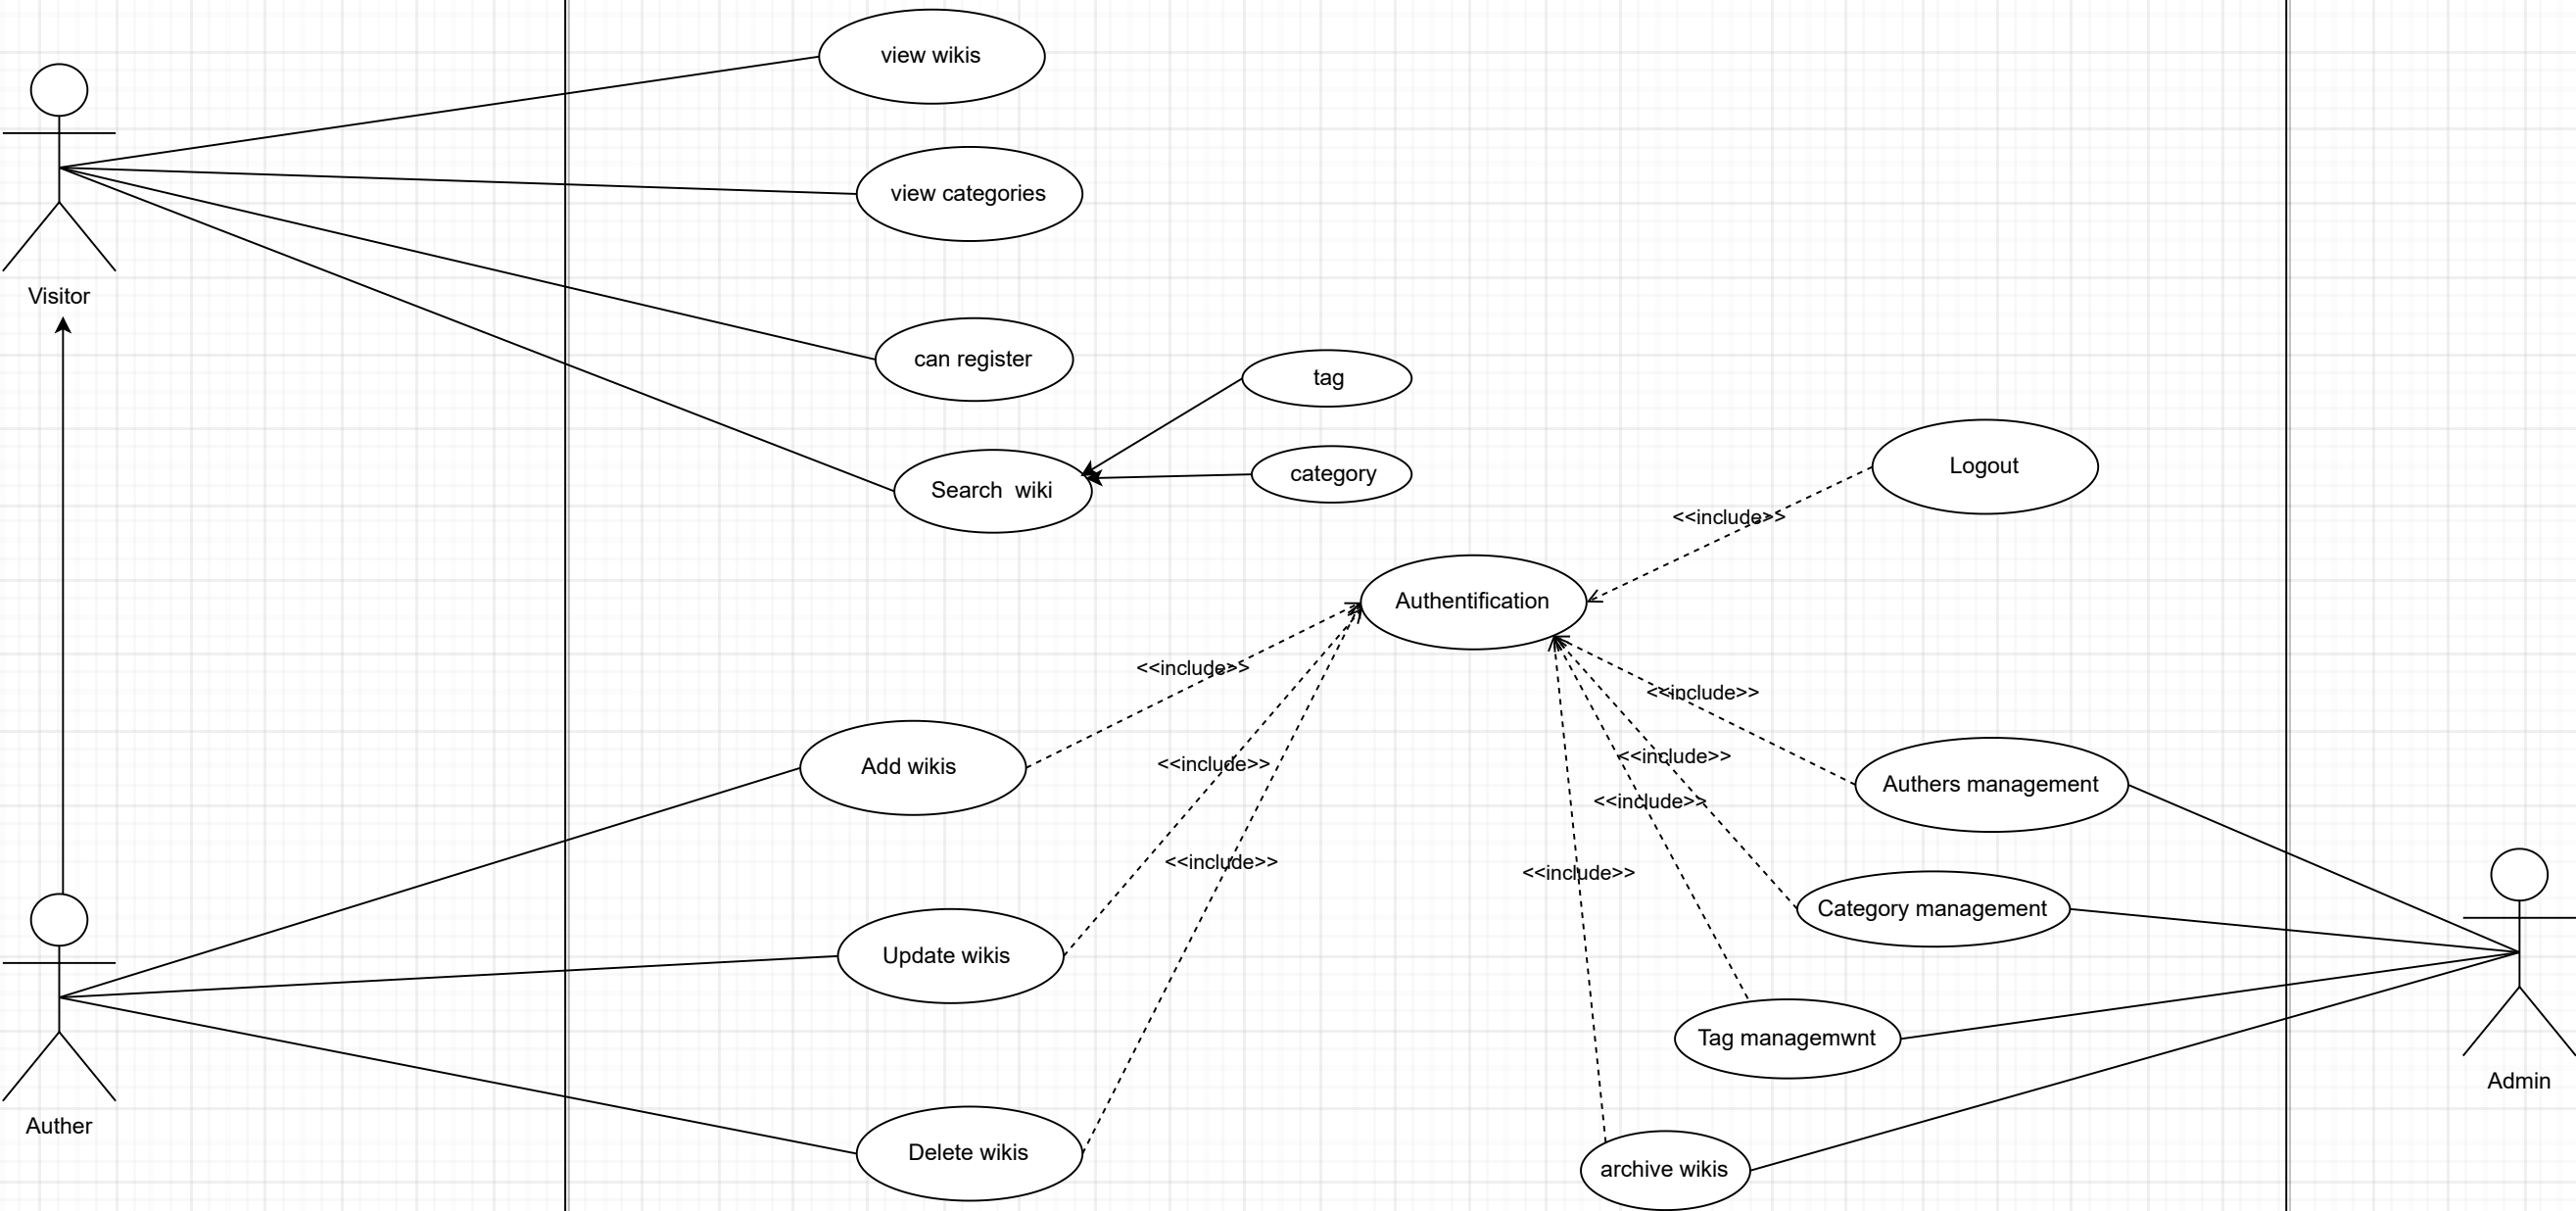 view wikis
view categories
Visitor
can register
tag
category
Search  wiki
Logout
<<include>>
Authentification
<<include>>
<<include>>
<<include>>
Add wikis
<<include>>
Authers management
<<include>>
<<include>>
<<include>>
Category management
Update wikis
Tag managemwnt
Admin
Auther
Delete wikis
archive wikis